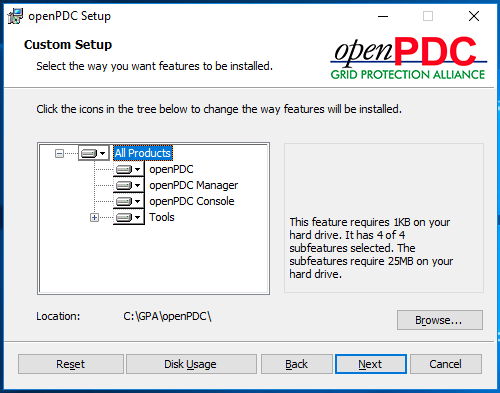 openPDC Setup
Custom Setup
Select the way you want features to be installed.
openPDC
GRID PROTECTION ALLIANCE
Click the icons in the tree below to change the way features will be installed.
All Products
openPDC
openPDC Manager
openPDC Console
Tools
This feature requires 1KB on your
hard drive. It has 4 of 4
subfeatures selected. The
subfeatures require 25MB on your
hard drive.
Location: C:\GPA\openPDC\
Browse...
Reset Disk Usage Back Next Cancel